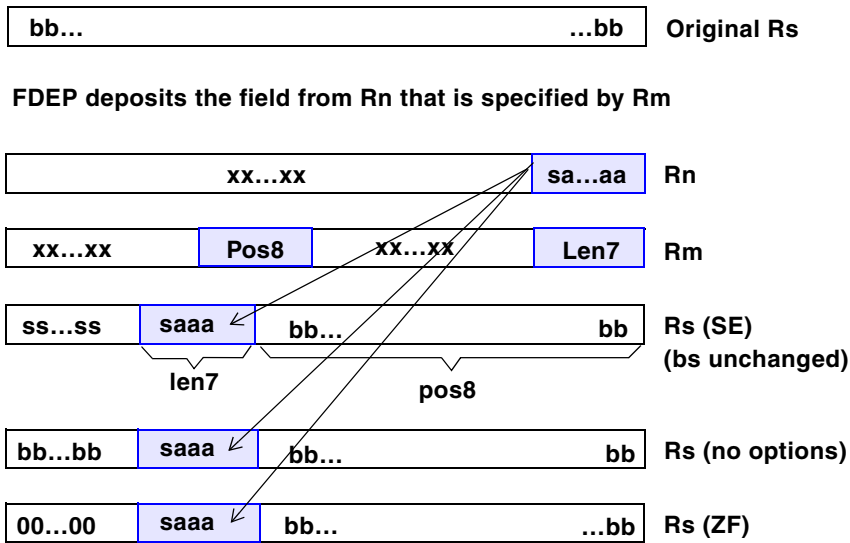 bb... ...bb Original Rs
FDEP deposits the field from Rn that is specified by Rm
xx...xx sa...aa Rn
xx...xx Pos8 xx...xx Len7 Rm
ss...ss saaa bb... bb Rs (SE)
(bs unchanged)
len7 pos8
bb...bb saaa bb... bb Rs (no options)
00...00 saaa bb... ...bb Rs (ZF)